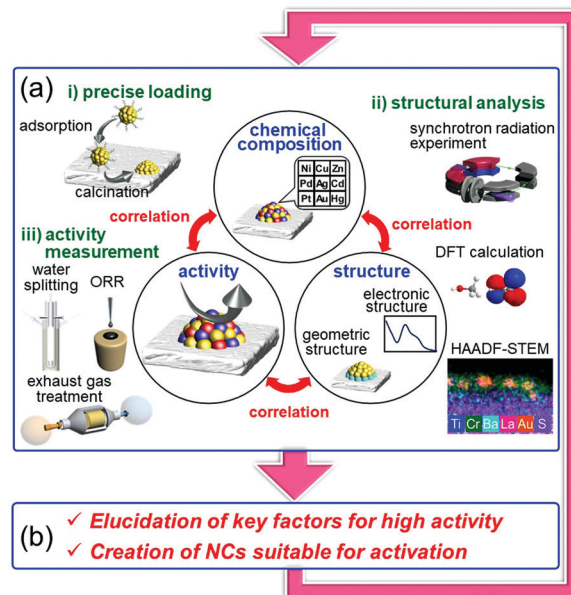 (a)
i) precise loading
adsorption
calcination
chemical
composition
Ni Cu Zn
Pd Ag Cd
Pt Au Hg
ii) structural analysis
synchrotron radiation
experiment
correlation
correlation
iii) activity
measurement
water
splitting
ORR
exhaust gas
treatment
activity
structure
electronic
structure
geometric
structure
DFT calculation
HAADF-STEM
Ti Cr Ba La Au S
correlation
(b)
✓ Elucidation of key factors for high activity
✓ Creation of NCs suitable for activation